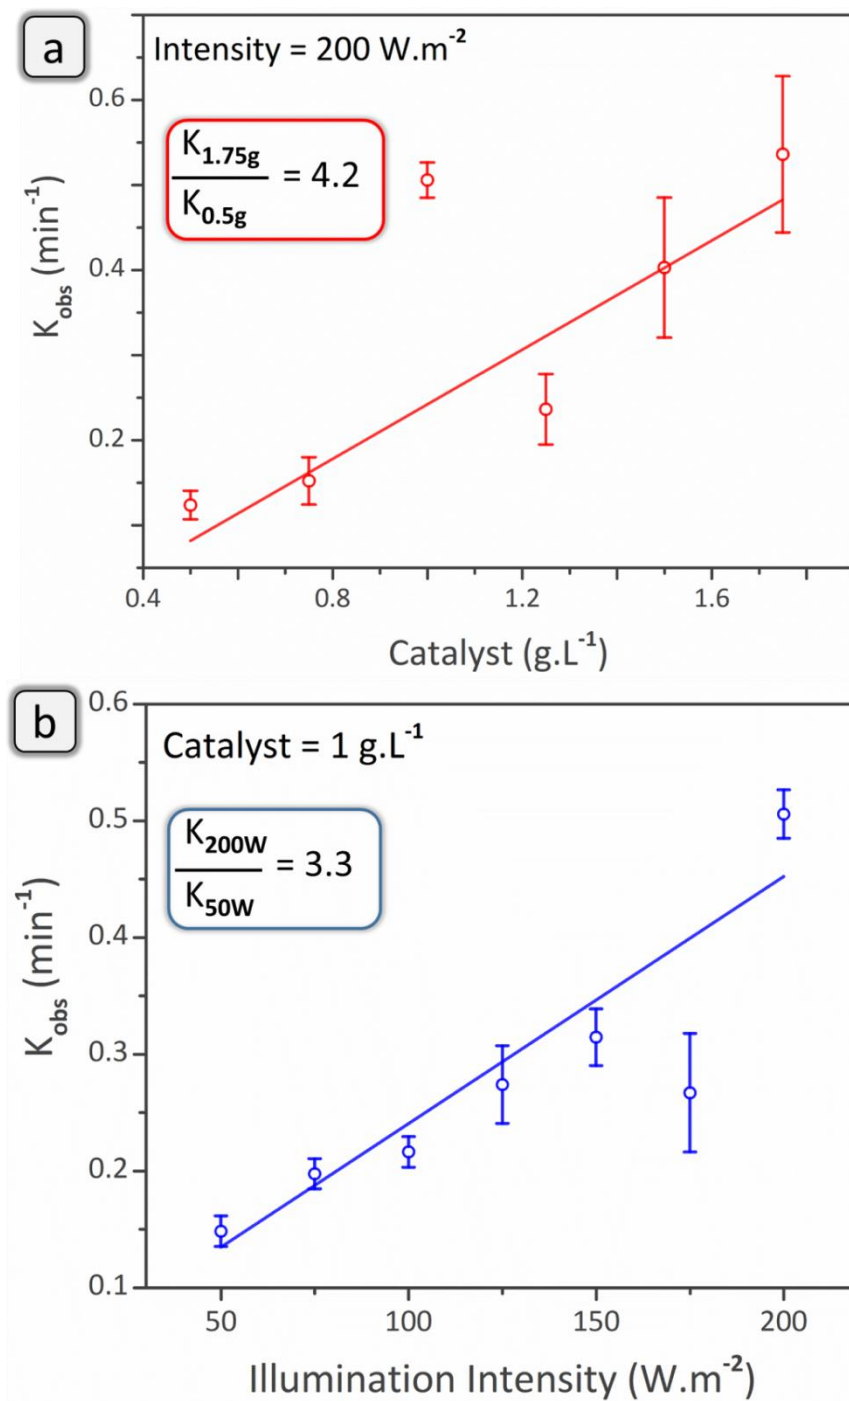 a
Intensity = 200 W.m⁻²
K1.75g
K0.5g
= 4.2
0.6
0.4
0.2
Kobs (min⁻¹)
0.4 0.8 1.2 1.6
Catalyst (g.L⁻¹)
b
Catalyst = 1 g.L⁻¹
K200W
K50W
= 3.3
0.6
0.5
0.4
0.3
0.2
0.1
Kobs (min⁻¹)
50 100 150 200
Illumination Intensity (W.m⁻²)